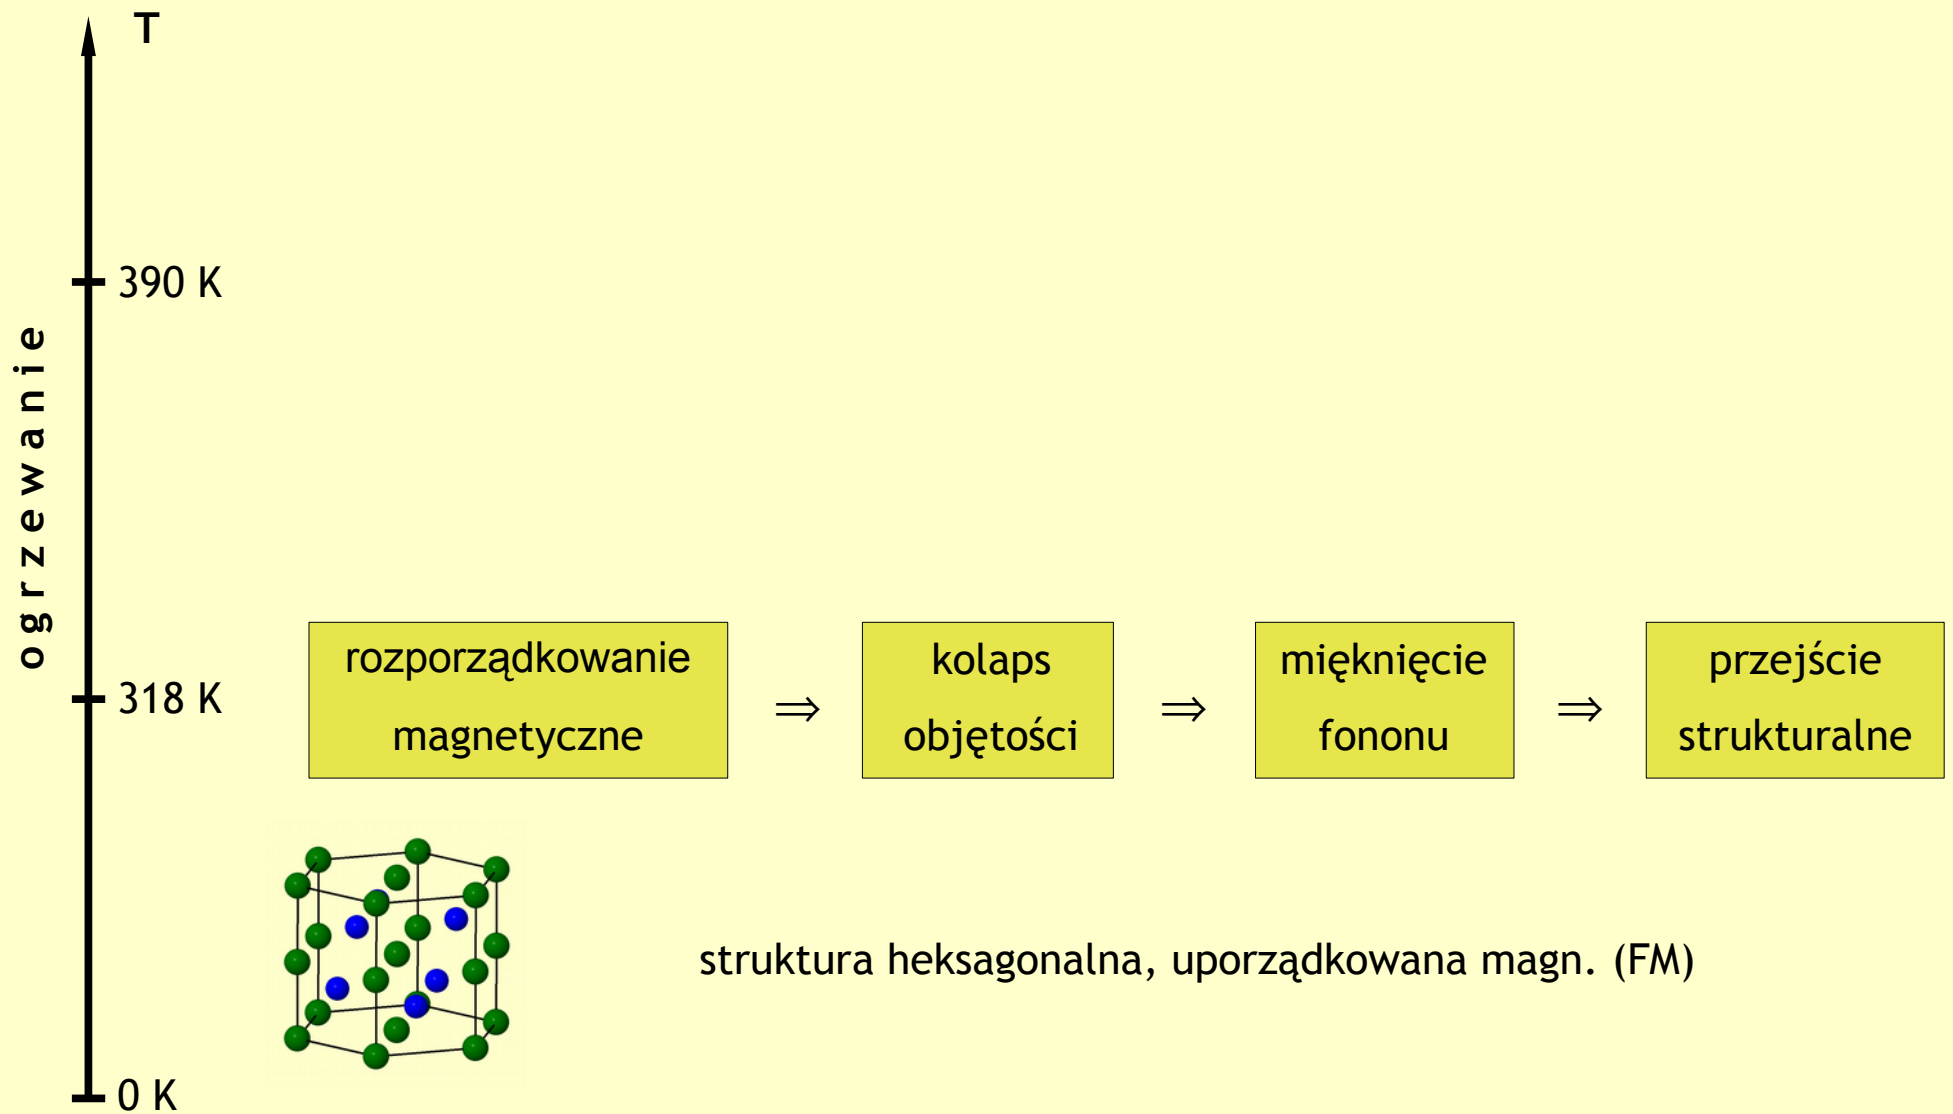 T
390 K
ogrzewanie
318 K
rozporządkowanie
magnetyczne
⇒
kolaps
objętości
⇒
mięknięcie
fononu
⇒
przejście
strukturalne
struktura heksagonalna, uporządkowana magn. (FM)
0 K